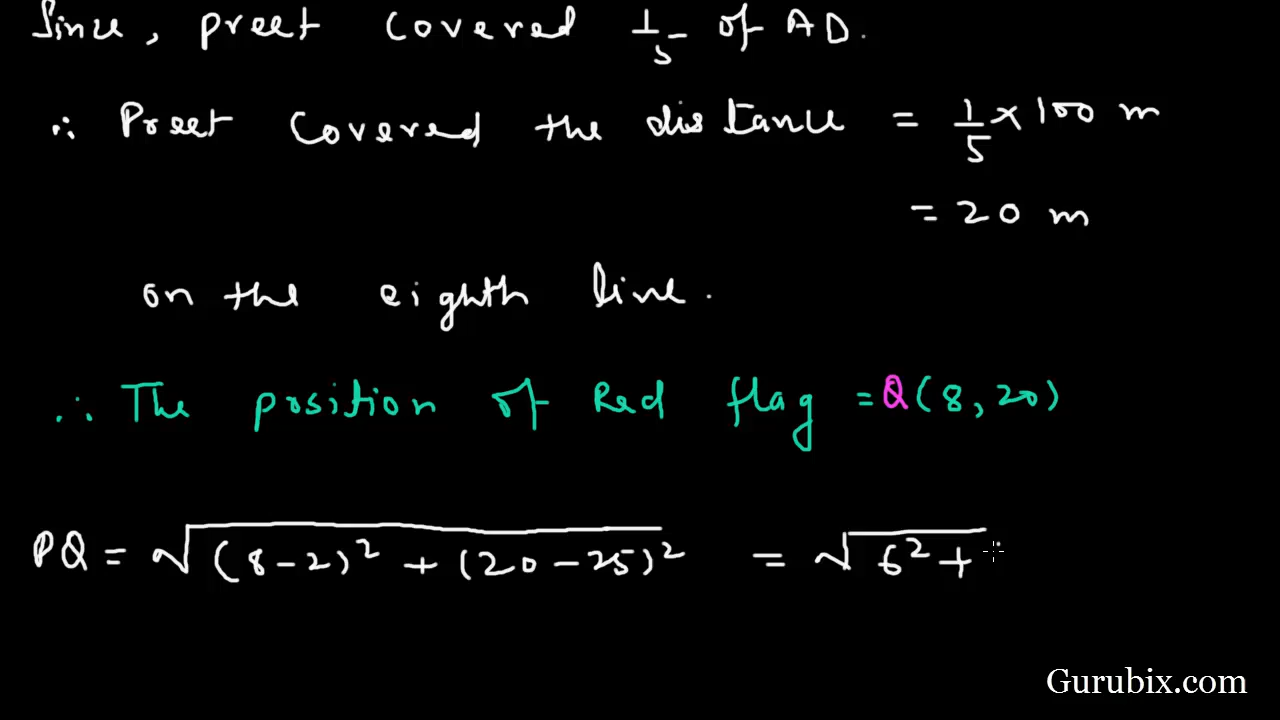 Since, preet covered 1/5 of AD.
∴ Preet covered the distance = 1/5 × 100 m
= 20 m
on the eighth line.
∴ The position of Red flag = Q(8, 20)
PQ = √((8-2)² + (20-25)²) = √(6² +
Gurubix.com